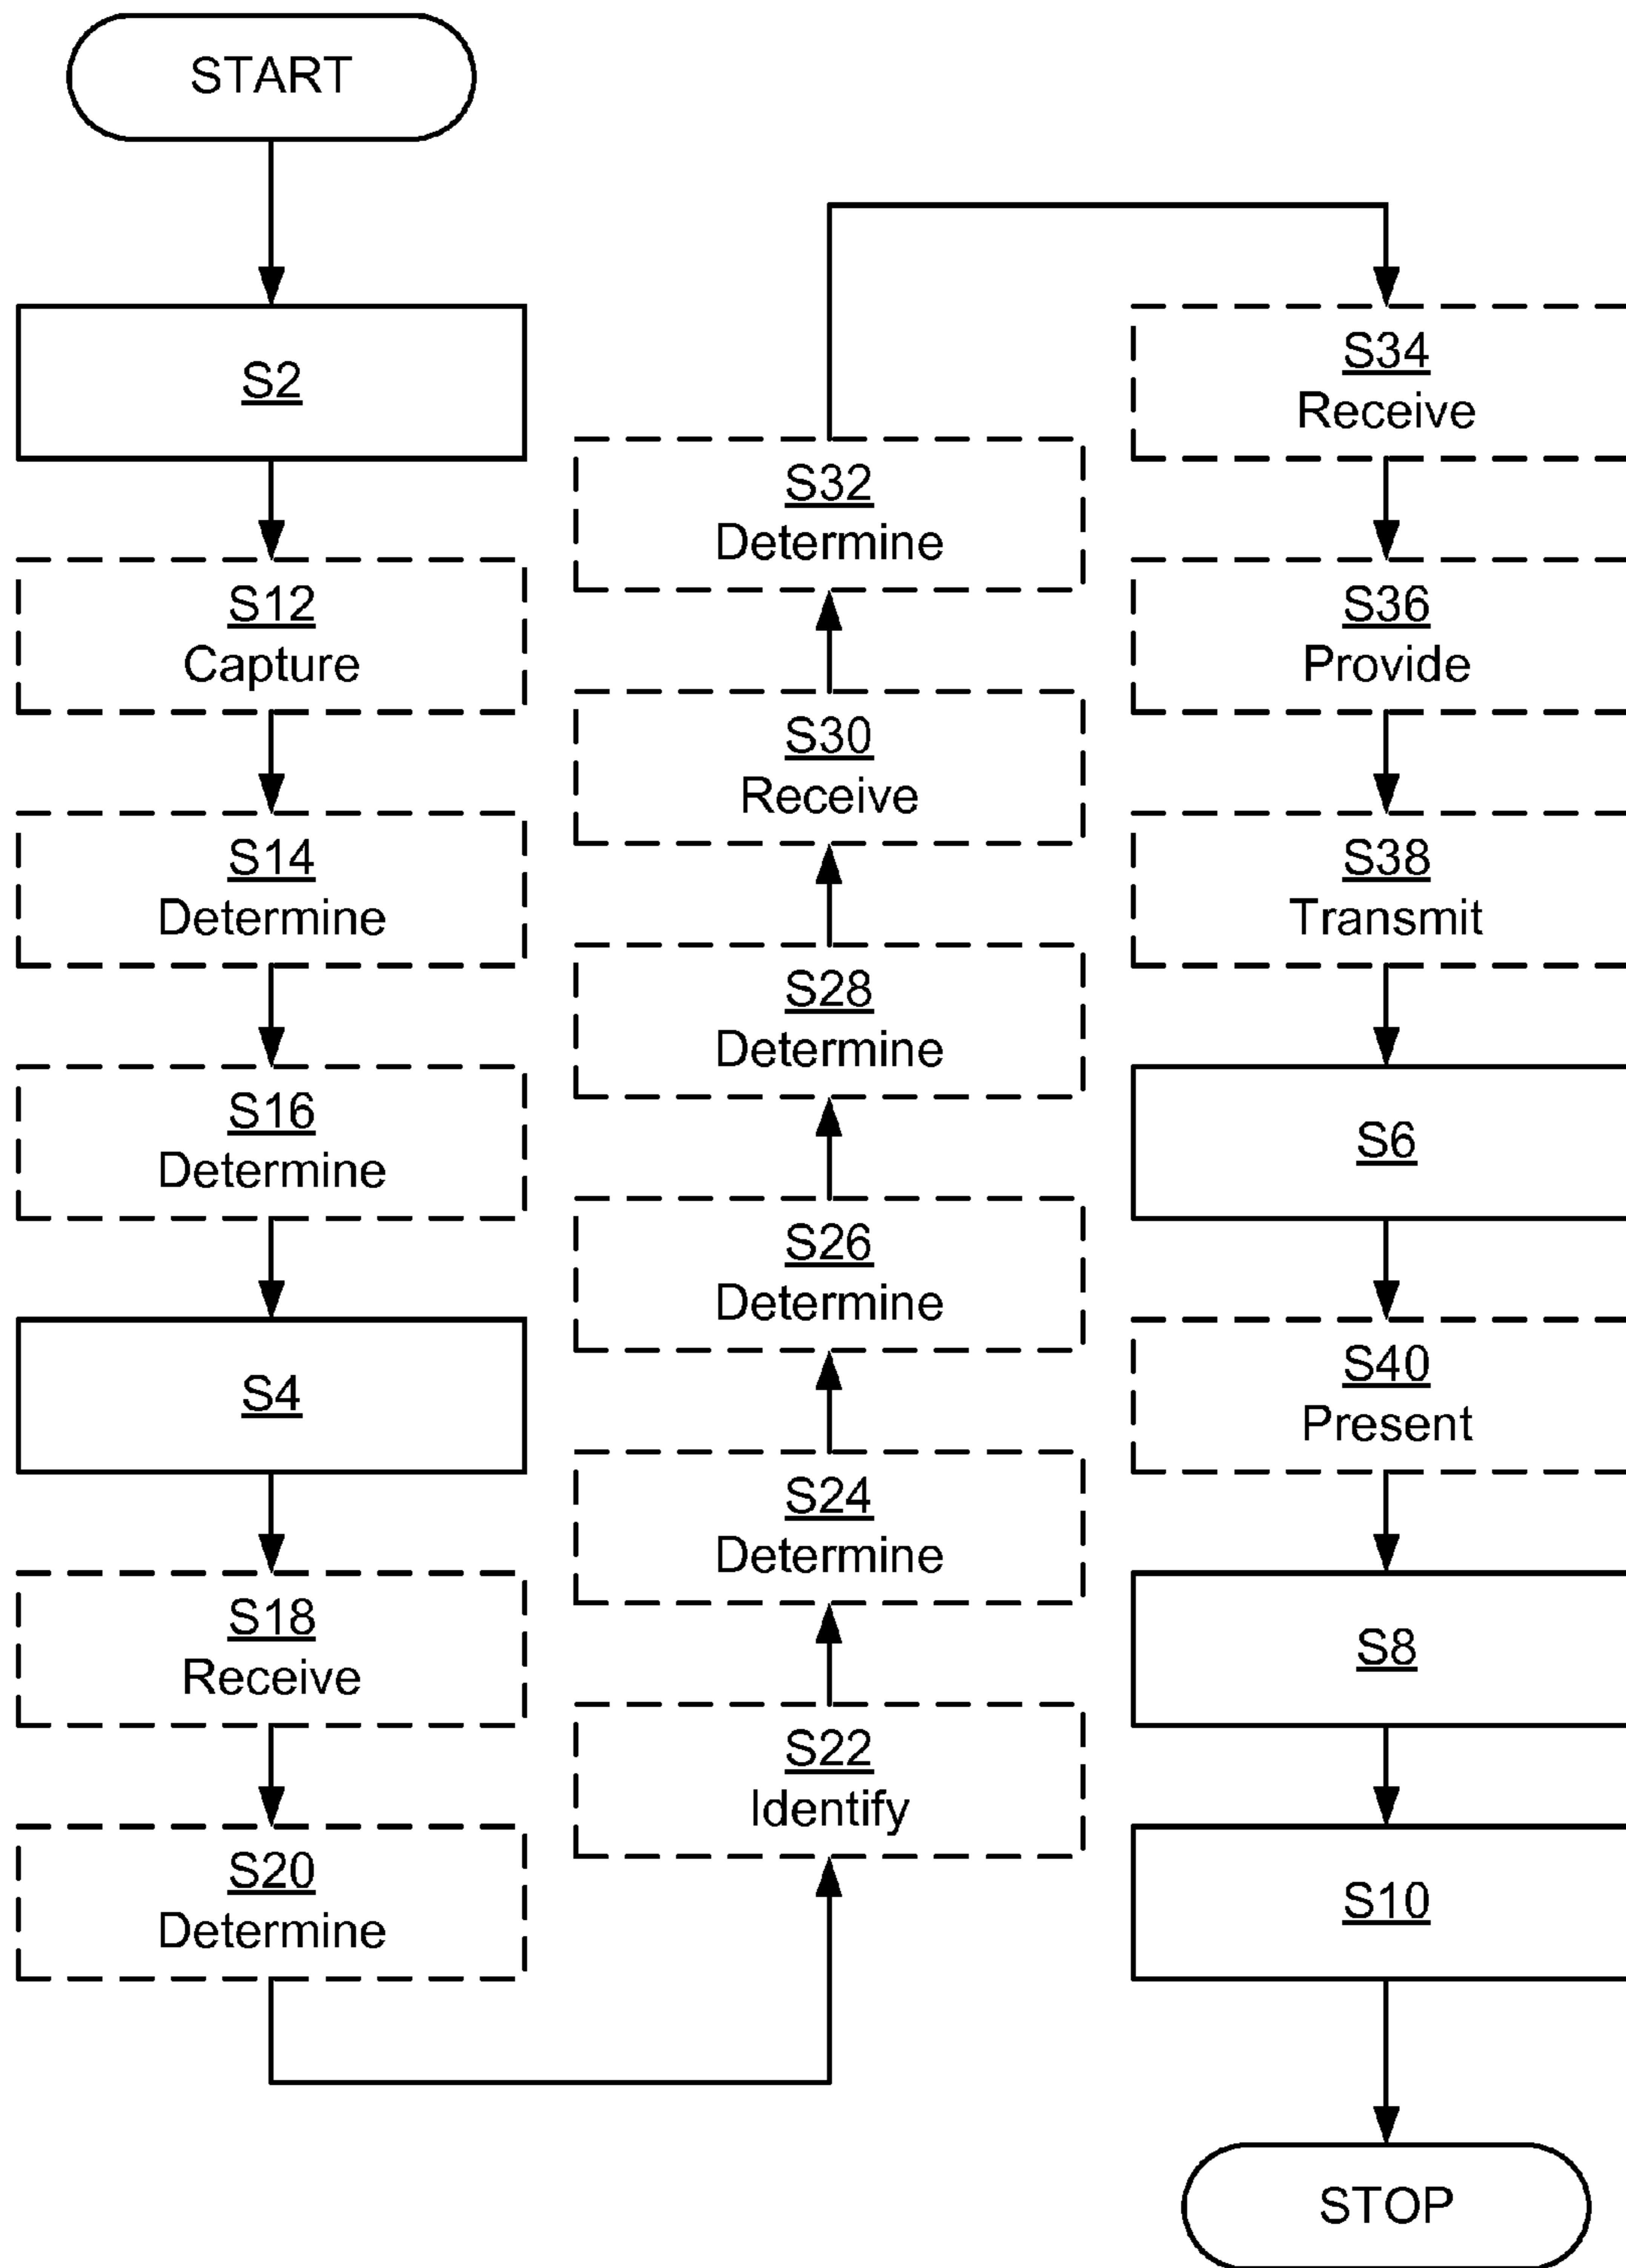 START
S2
S12
Capture
S14
Determine
S16
Determine
S4
S18
Receive
S20
Determine
S22
Identify
S24
Determine
S26
Determine
S28
Determine
S30
Receive
S32
Determine
S34
Receive
S36
Provide
S38
Transmit
S6
S40
Present
S8
S10
STOP